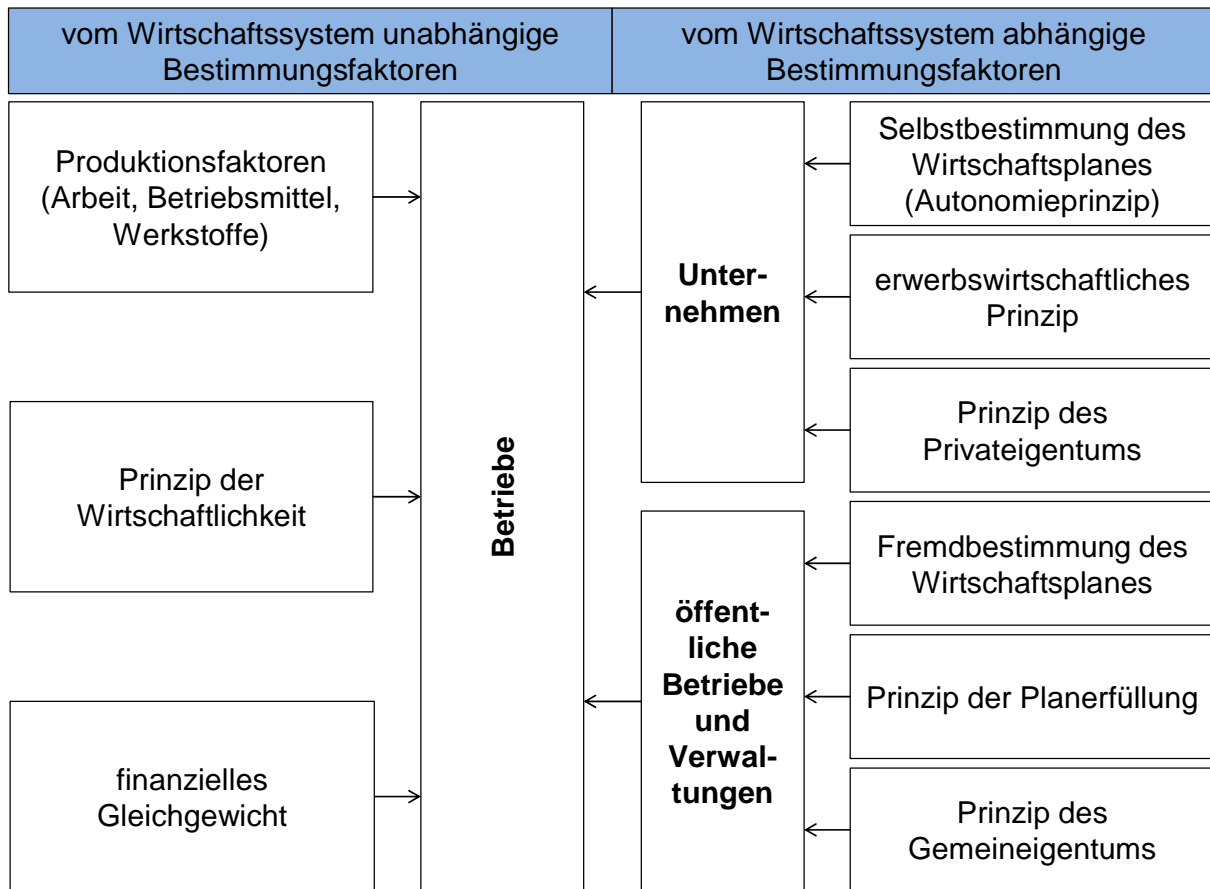 vom Wirtschaftssystem unabhängige
Bestimmungsfaktoren
vom Wirtschaftssystem abhängige
Bestimmungsfaktoren
Produktionsfaktoren
(Arbeit, Betriebsmittel,
Werkstoffe)
Prinzip der
Wirtschaftlichkeit
finanzielles
Gleichgewicht
Betriebe
Unter-
nehmen
öffent-
liche
Betriebe
und
Verwal-
tungen
Selbstbestimmung des
Wirtschaftsplanes
(Autonomieprinzip)
erwerbswirtschaftliches
Prinzip
Prinzip des
Privateigentums
Fremdbestimmung des
Wirtschaftsplanes
Prinzip der Planerfüllung
Prinzip des
Gemeineigentums